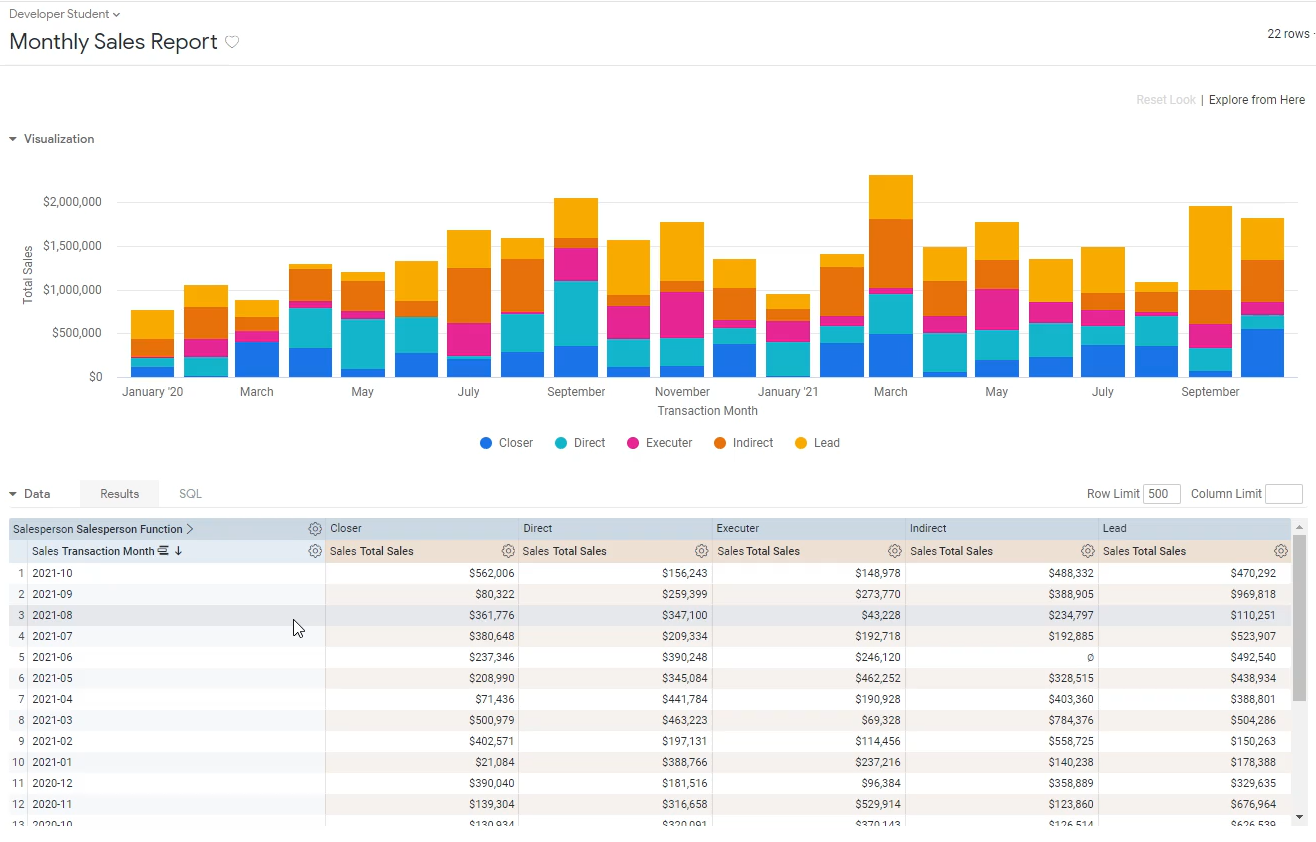 Developer Student
Monthly Sales Report
22 rows ·
Reset Look | Explore from Here
Visualization
Total Sales
$2,000,000
$1,500,000
$1,000,000
$500,000
$0
January '20 March May July September November January '21 March May July September
Transaction Month
Closer Direct Executer Indirect Lead
Data Results SQL Row Limit 500 Column Limit
Salesperson Salesperson Function Closer Direct Executer Indirect Lead
Sales Transaction Month Sales Total Sales Sales Total Sales Sales Total Sales Sales Total Sales Sales Total Sales
1 2021-10 $562,006 $156,243 $148,978 $488,332 $470,292
2 2021-09 $80,322 $259,399 $273,770 $388,905 $969,818
3 2021-08 $361,776 $347,100 $43,228 $234,797 $110,251
4 2021-07 $380,648 $209,334 $192,718 $192,885 $523,907
5 2021-06 $237,346 $390,248 $246,120 ∅ $492,540
6 2021-05 $208,990 $345,084 $462,252 $328,515 $438,934
7 2021-04 $71,436 $441,784 $190,928 $403,360 $388,801
8 2021-03 $500,979 $463,223 $69,328 $784,376 $504,286
9 2021-02 $402,571 $197,131 $114,456 $558,725 $150,263
10 2021-01 $21,084 $388,766 $237,216 $140,238 $178,388
11 2020-12 $390,040 $181,516 $96,384 $358,889 $329,635
12 2020-11 $139,304 $316,658 $529,914 $123,860 $676,964
13 2020-10 $130,934 $320,091 $370,143 $126,514 $626,539